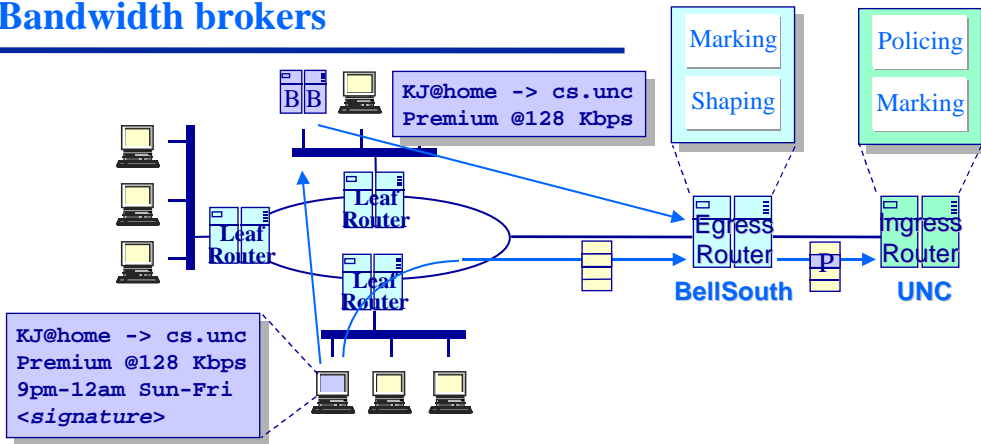 Bandwidth brokers
Marking
Shaping
Policing
Marking
B B
KJ@home -> cs.unc
Premium @128 Kbps
Leaf
Router
Leaf
Router
Leaf
Router
Egress
Router
P
Ingress
Router
BellSouth
UNC
KJ@home -> cs.unc
Premium @128 Kbps
9pm-12am Sun-Fri
<signature>